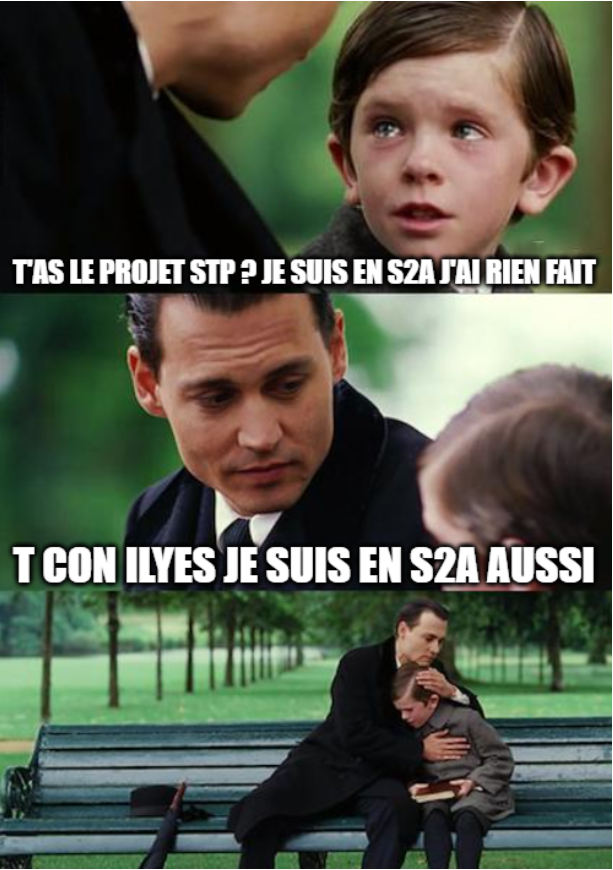 T'AS LE PROJET STP ? JE SUIS EN S2A J'AI RIEN FAIT
T CON ILYES JE SUIS EN S2A AUSSI